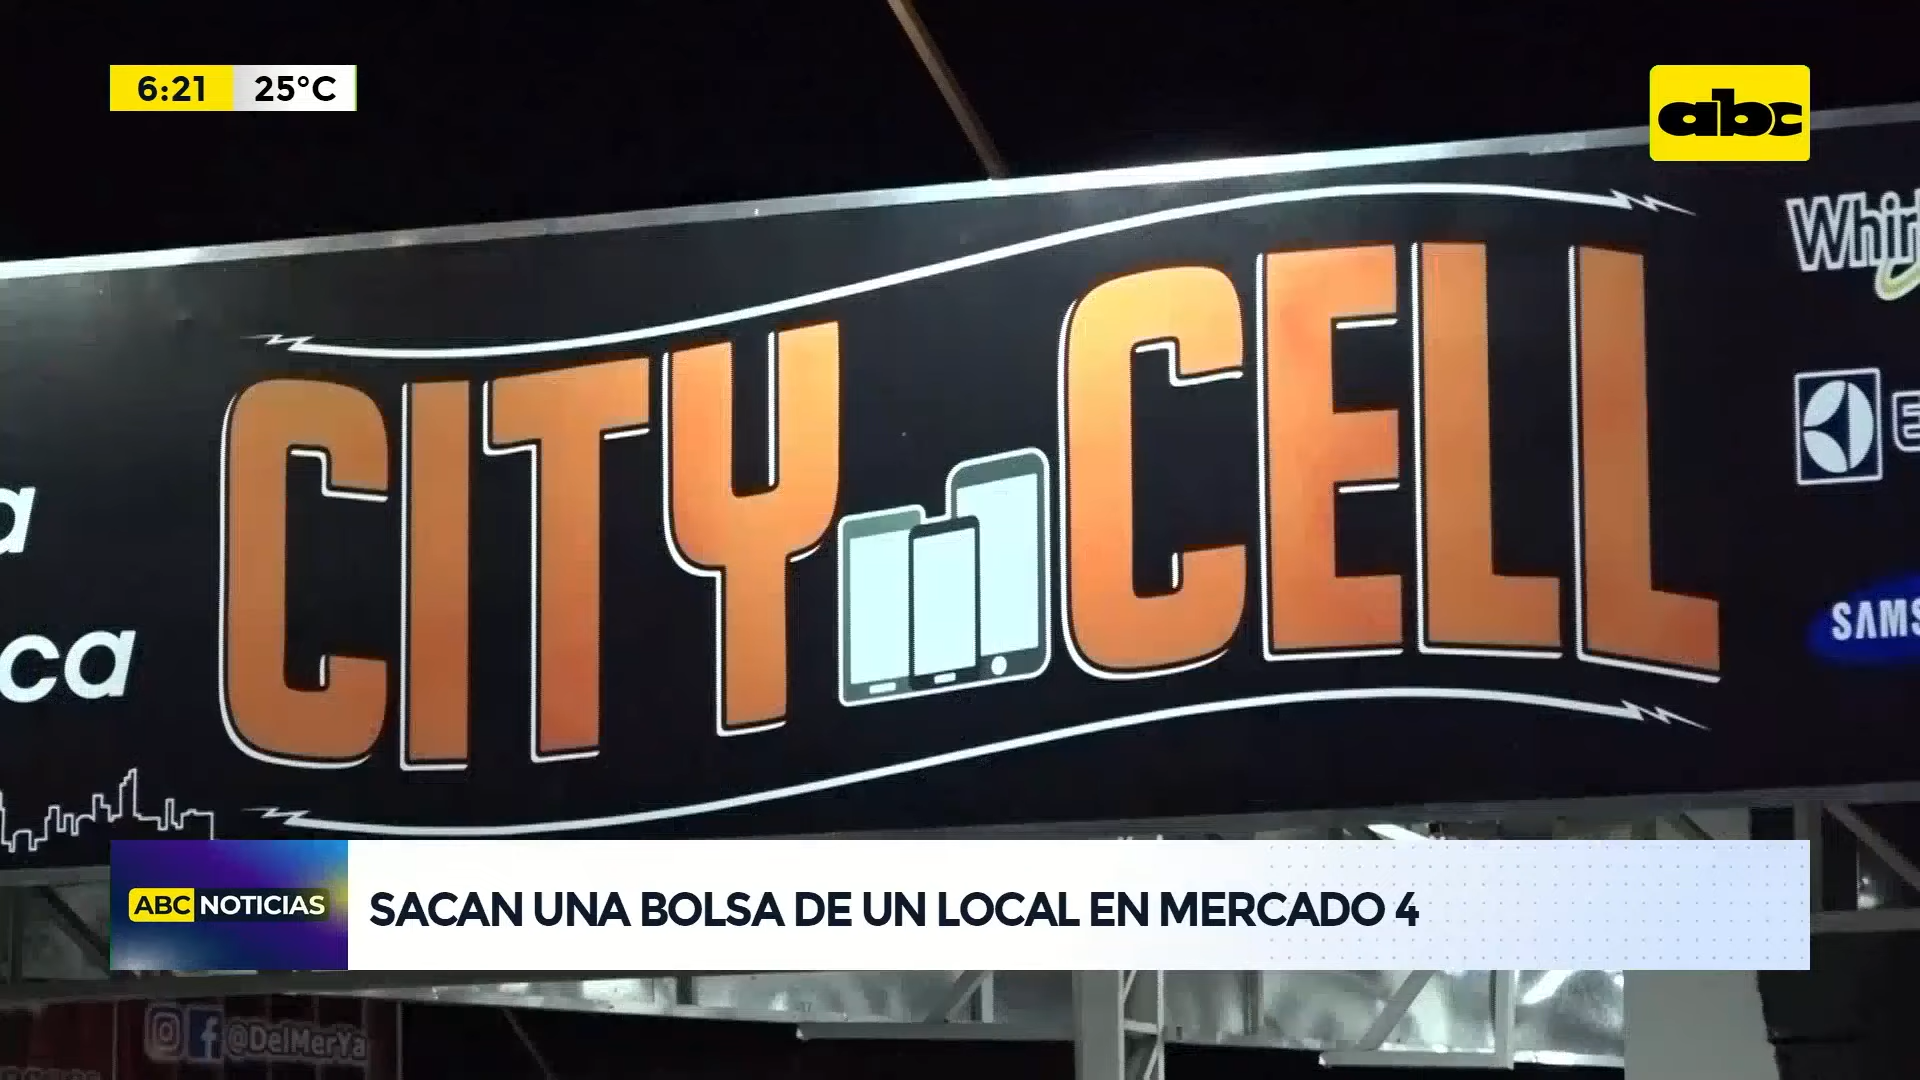 6:21 25°C
abc
CITY CELL
SACAN UNA BOLSA DE UN LOCAL EN MERCADO 4
ABC NOTICIAS
@DelMerYa